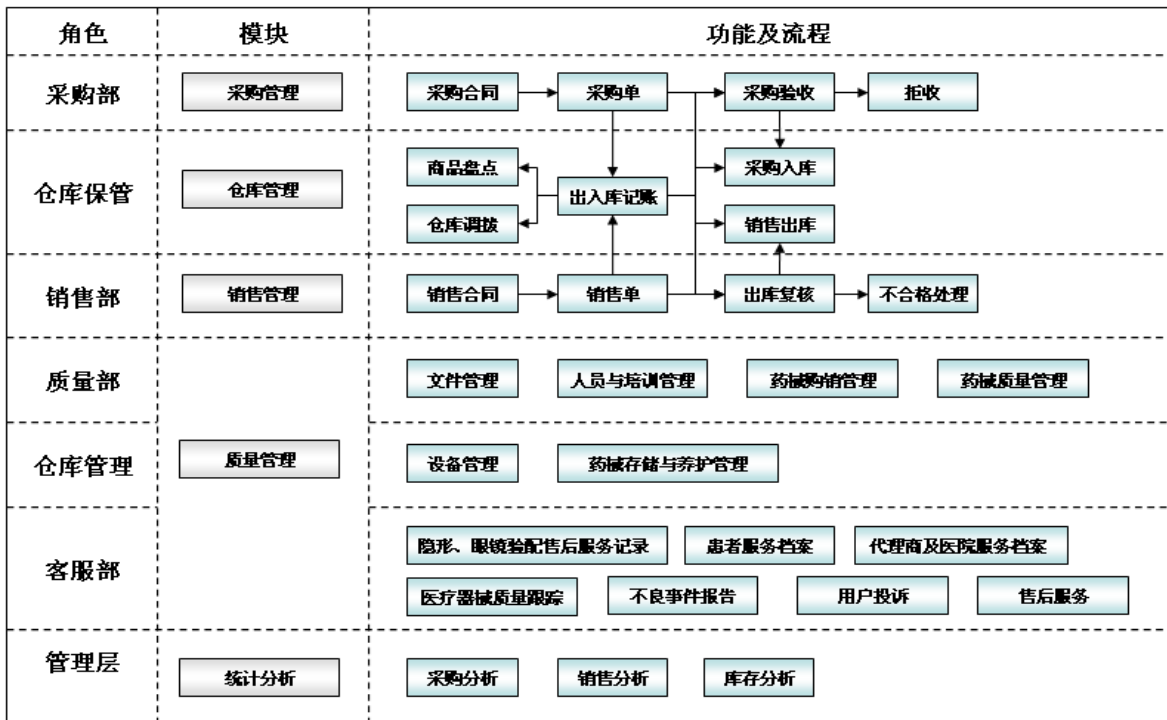 角色 模块 功能及流程
采购部 采购管理 采购合同 采购单 采购验收 拒收
商品盘点 采购入库
仓库保管 仓库管理 出入库记账
仓库调拨 销售出库
销售部 销售管理 销售合同 销售单 出库复核 不合格处理
质量部 文件管理 人员与培训管理 药械购销管理 药械质量管理
仓库管理 质量管理 设备管理 药械存储与养护管理
隐形、眼镜验配售后服务记录 患者服务档案 代理商及医院服务档案
客服部
医疗器械质量跟踪 不良事件报告 用户投诉 售后服务
管理层 统计分析 采购分析 销售分析 库存分析